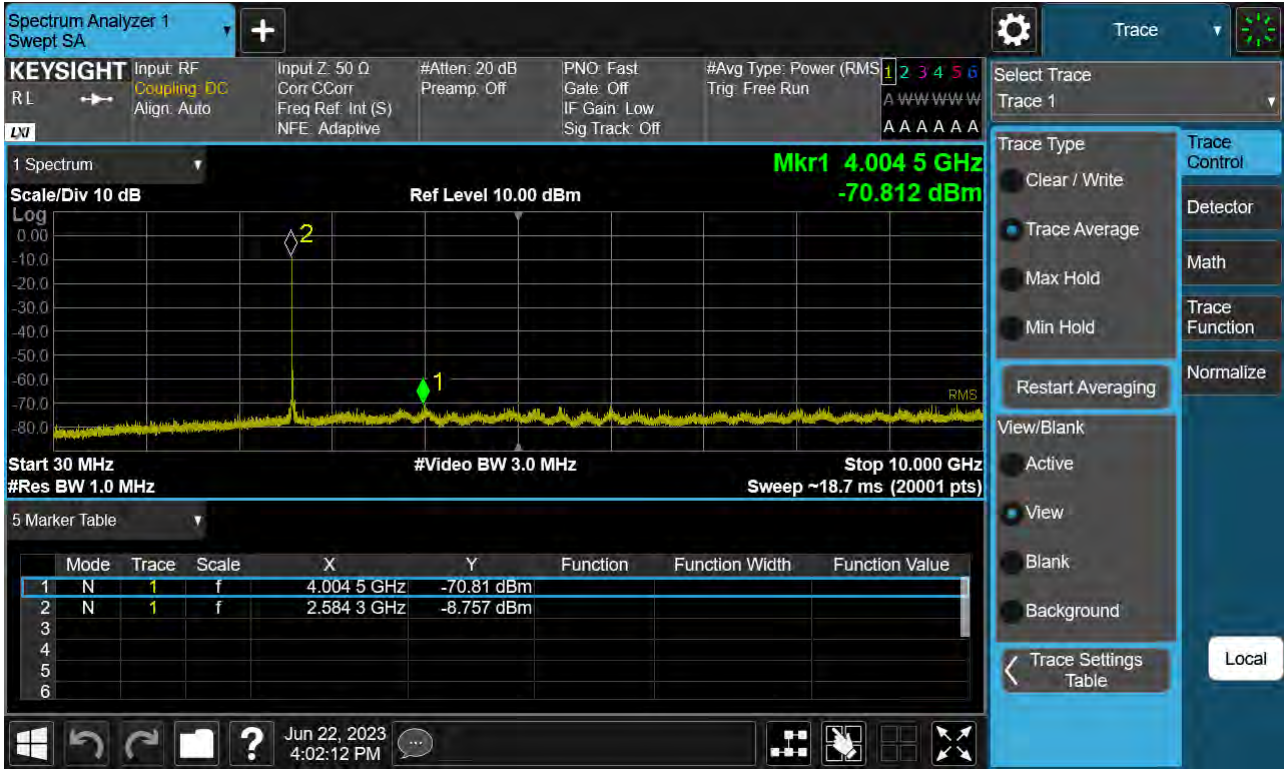 Spectrum Analyzer 1
Swept SA
Trace
KEYSIGHT
RL
LXI
Input: RF
Coupling: DC
Align: Auto
Input Z: 50 Ω
Corr CCorr
Freq Ref: Int (S)
NFE: Adaptive
#Atten: 20 dB
Preamp: Off
PNO: Fast
Gate: Off
IF Gain: Low
Sig Track: Off
#Avg Type: Power (RMS
Trig: Free Run
1 2 3 4 5 6
A W W W W W
A A A A A A
Select Trace
Trace 1
1 Spectrum
Mkr1 4.004 5 GHz
-70.812 dBm
Scale/Div 10 dB
Ref Level 10.00 dBm
Log
0.00
-10.0
-20.0
-30.0
-40.0
-50.0
-60.0
-70.0
-80.0
2
1
RMS
Start 30 MHz
#Video BW 3.0 MHz
Stop 10.000 GHz
#Res BW 1.0 MHz
Sweep ~18.7 ms (20001 pts)
5 Marker Table
Mode Trace Scale X Y Function Function Width Function Value
1 N 1 f 4.004 5 GHz -70.81 dBm
2 N 1 f 2.584 3 GHz -8.757 dBm
3
4
5
6
Trace Type
Clear / Write
Trace Average
Max Hold
Min Hold
Restart Averaging
View/Blank
Active
View
Blank
Background
Trace Settings
Table
Trace
Control
Detector
Math
Trace
Function
Normalize
Local
?
Jun 22, 2023
4:02:12 PM